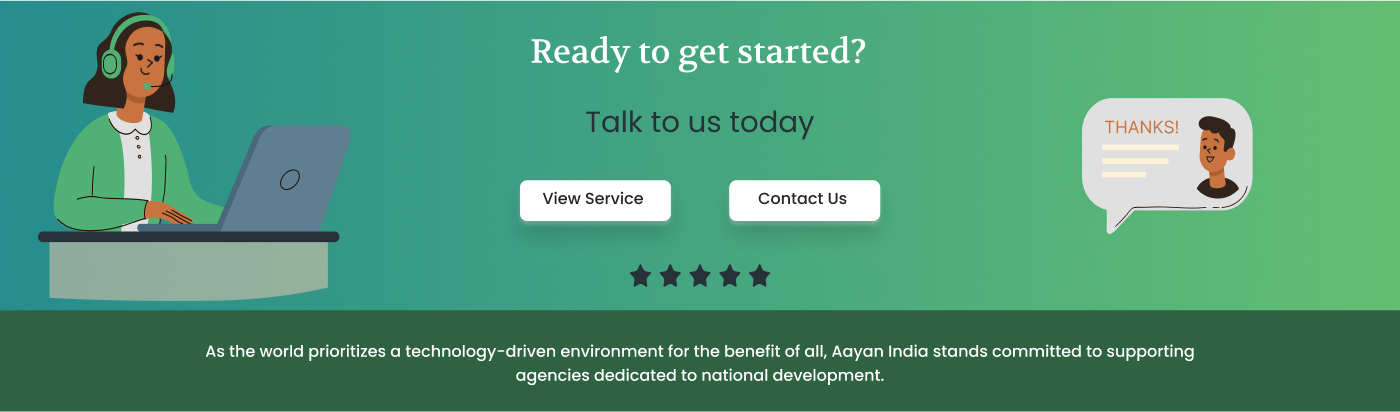 Ready to get started?
Talk to us today
THANKS!
View Service
Contact Us
As the world prioritizes a technology-driven environment for the benefit of all, Aayan India stands committed to supporting
agencies dedicated to national development.